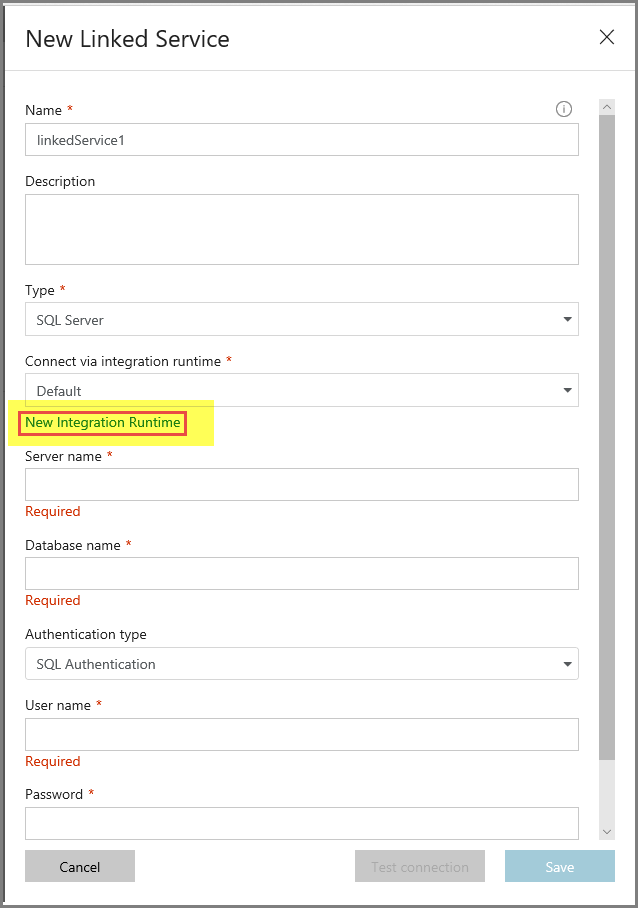 New Linked Service
Name *
linkedService1
Description
Type *
SQL Server
Connect via integration runtime *
Default
New Integration Runtime
Server name *
Required
Database name *
Required
Authentication type
SQL Authentication
User name *
Required
Password *
Cancel
Test connection
Save